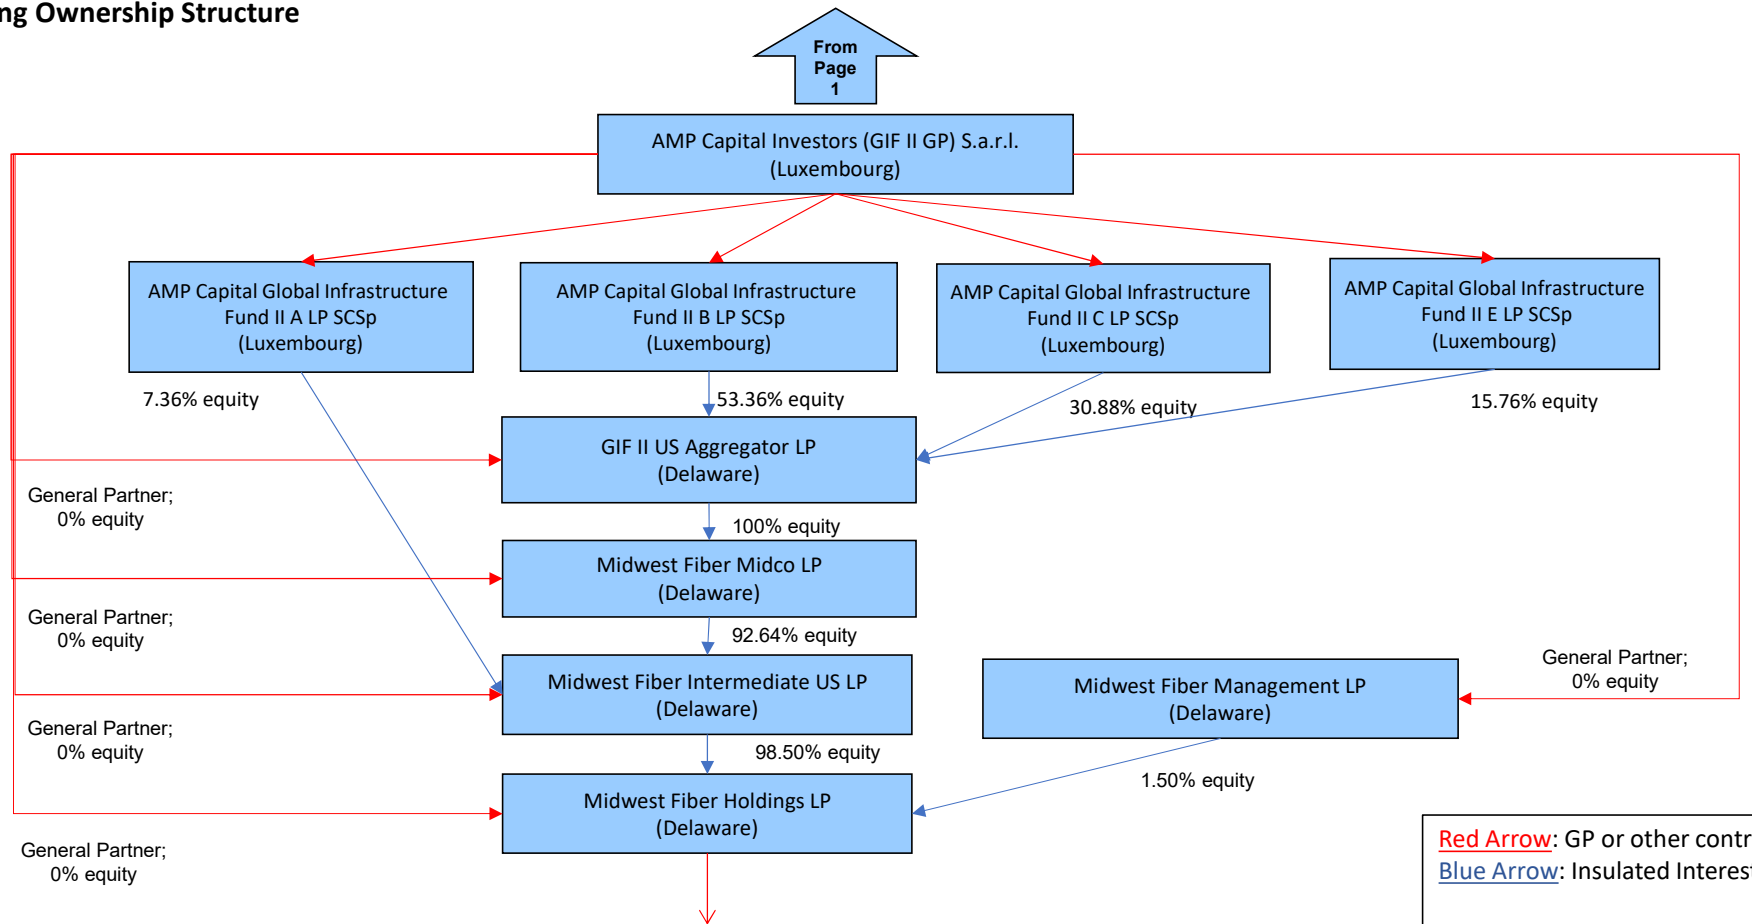 ng Ownership Structure
From
Page
1
AMP Capital Investors (GIF II GP) S.a.r.l.
(Luxembourg)
AMP Capital Global Infrastructure
Fund II A LP SCSp
(Luxembourg)
AMP Capital Global Infrastructure
Fund II B LP SCSp
(Luxembourg)
AMP Capital Global Infrastructure
Fund II C LP SCSp
(Luxembourg)
AMP Capital Global Infrastructure
Fund II E LP SCSp
(Luxembourg)
7.36% equity
53.36% equity
30.88% equity
15.76% equity
GIF II US Aggregator LP
(Delaware)
General Partner;
0% equity
100% equity
Midwest Fiber Midco LP
(Delaware)
General Partner;
0% equity
92.64% equity
Midwest Fiber Intermediate US LP
(Delaware)
Midwest Fiber Management LP
(Delaware)
General Partner;
0% equity
General Partner;
0% equity
98.50% equity
1.50% equity
Midwest Fiber Holdings LP
(Delaware)
General Partner;
0% equity
Red Arrow: GP or other contr
Blue Arrow: Insulated Interest